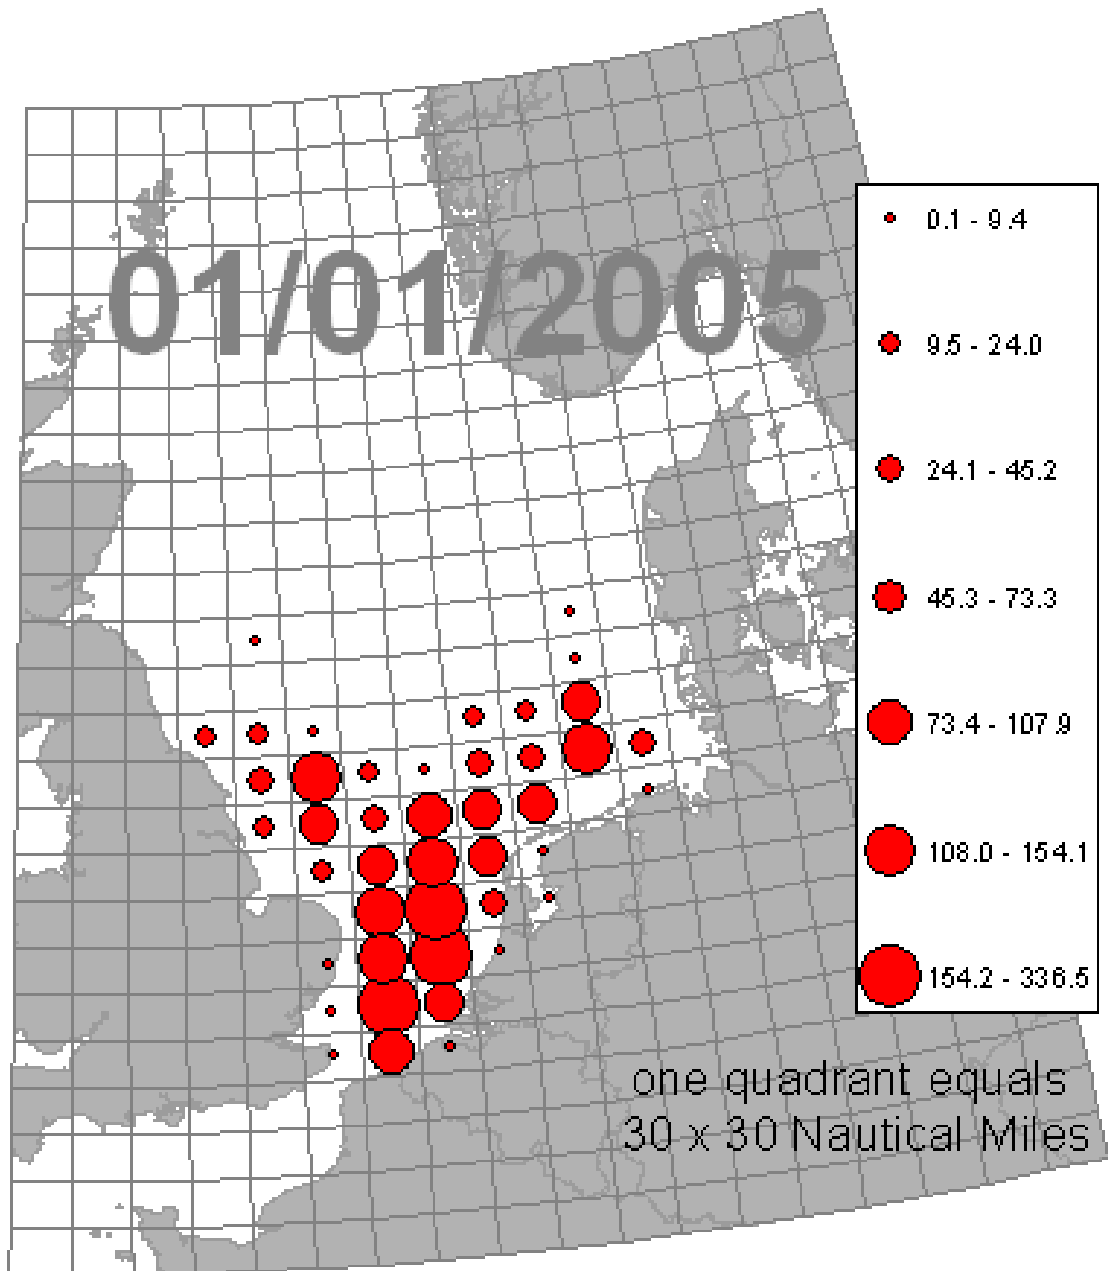 01/01/2005
0.1 - 9.4
9.5 - 24.0
24.1 - 45.2
45.3 - 73.3
73.4 - 107.9
108.0 - 154.1
154.2 - 336.5
one quadrant equals
30 x 30 Nautical Miles